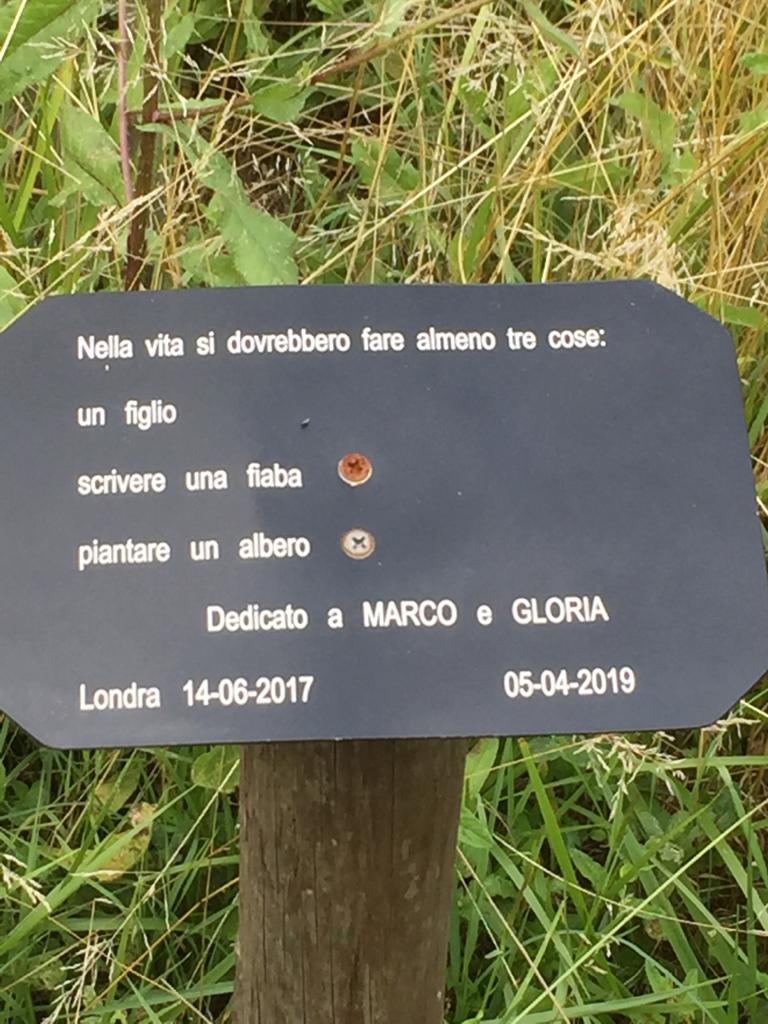 Nella vita si dovrebbero fare almeno tre cose:
un figlio
scrivere una fiaba
piantare un albero
Dedicato a MARCO e GLORIA
Londra 14-06-2017 05-04-2019